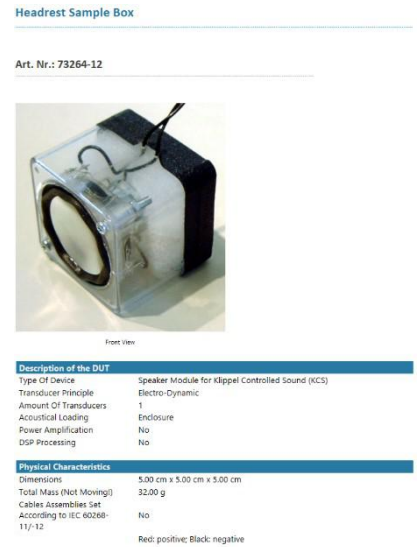 Headrest Sample Box
Art. Nr.: 73264-12
Front View
Description of the DUT
Type Of Device Speaker Module for Klippel Controlled Sound (KCS)
Transducer Principle Electro-Dynamic
Amount Of Transducers 1
Acoustical Loading Enclosure
Power Amplification No
DSP Processing No
Physical Characteristics
Dimensions 5.00 cm x 5.00 cm x 5.00 cm
Total Mass (Not Moving!) 32.00 g
Cables Assemblies Set
According to IEC 60268- No
11/-12
Red: positive; Black: negative